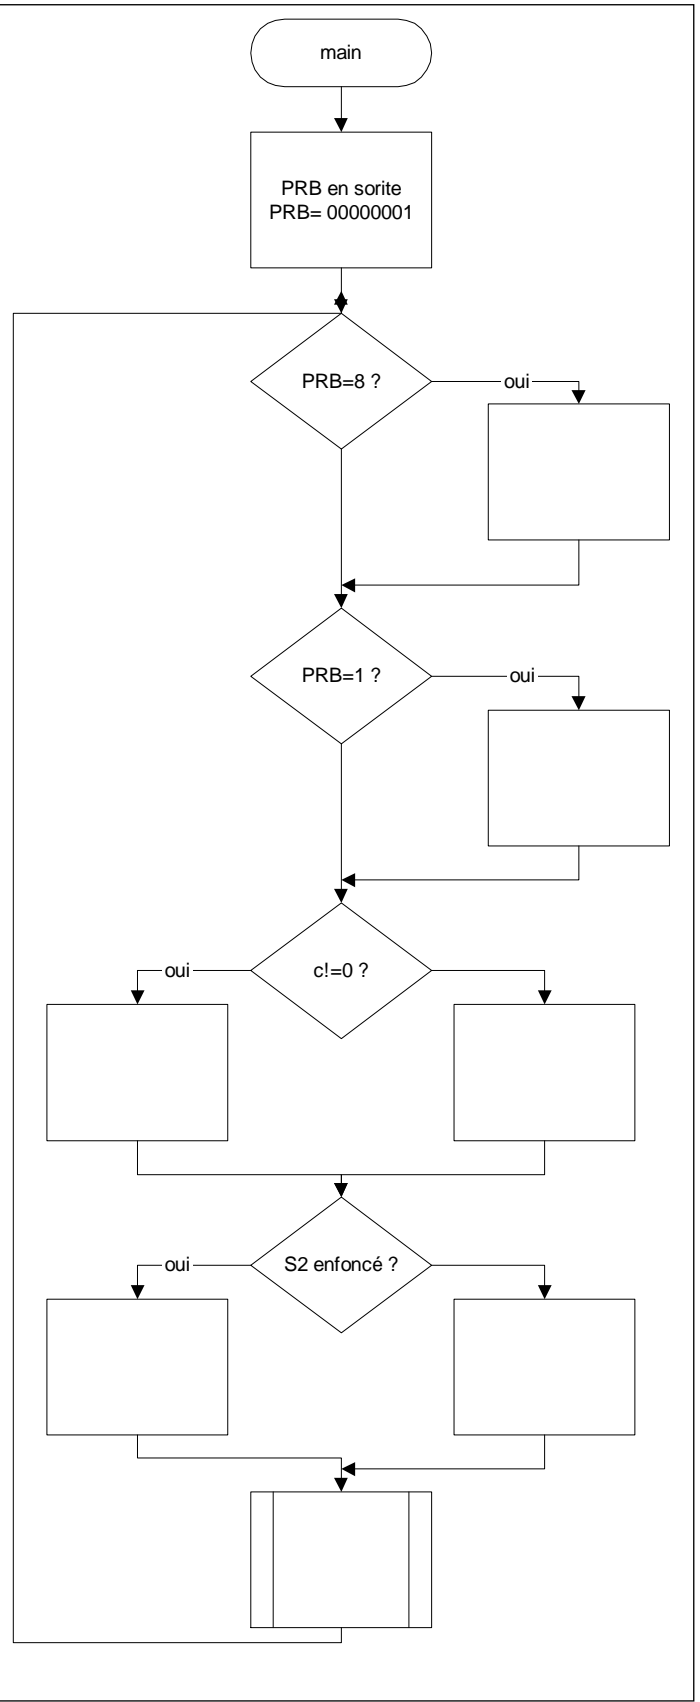 main
PRB en sorite
PRB= 00000001
PRB=8 ?
oui
PRB=1 ?
oui
c!=0 ?
oui
S2 enfoncé ?
oui